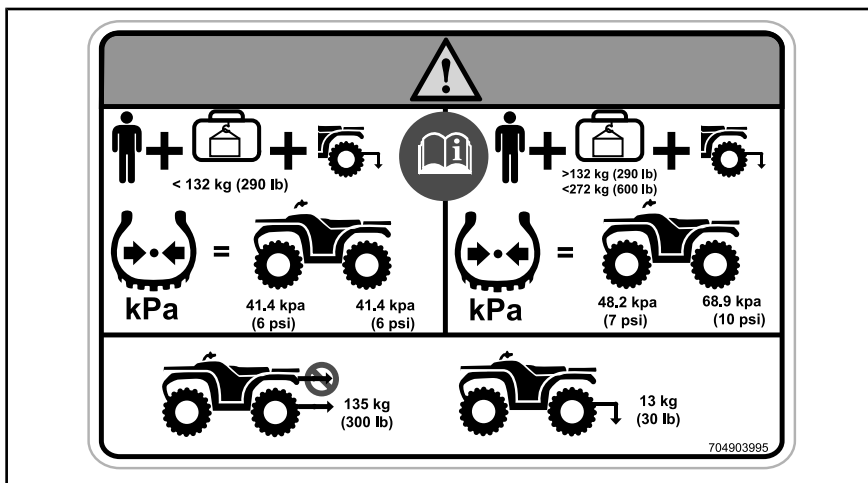 < 132 kg (290 lb)
kPa
=
41.4 kpa
(6 psi)
41.4 kpa
(6 psi)
i
>132 kg (290 lb)
<272 kg (600 lb)
kPa
=
48.2 kpa
(7 psi)
68.9 kpa
(10 psi)
135 kg
(300 lb)
13 kg
(30 lb)
704903995